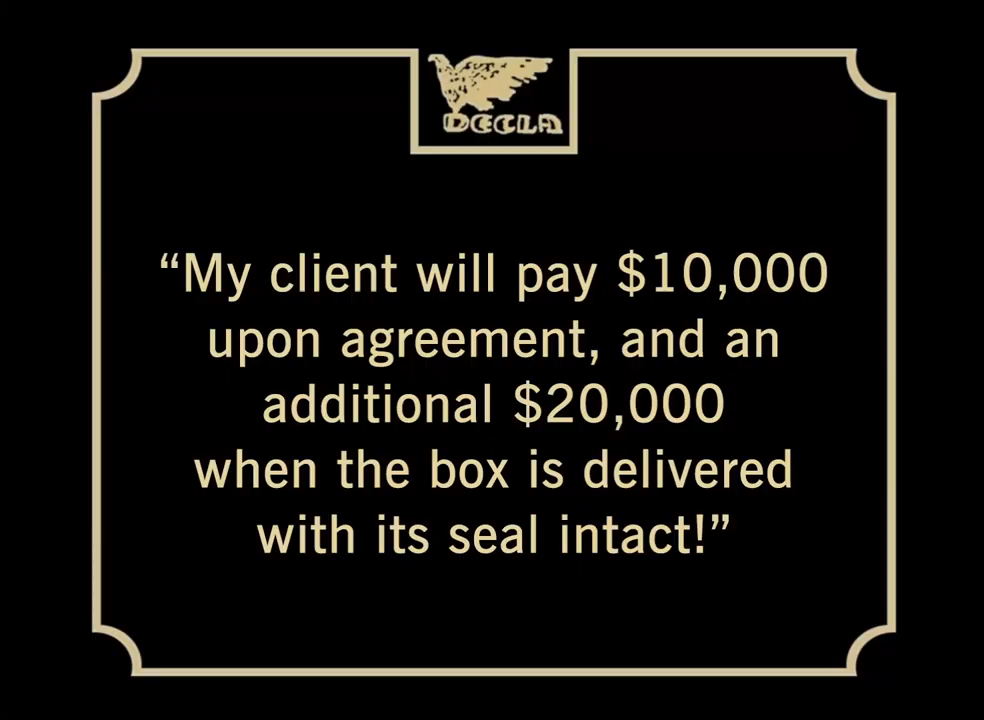 DECLA
“My client will pay $10,000
upon agreement, and an
additional $20,000
when the box is delivered
with its seal intact!”